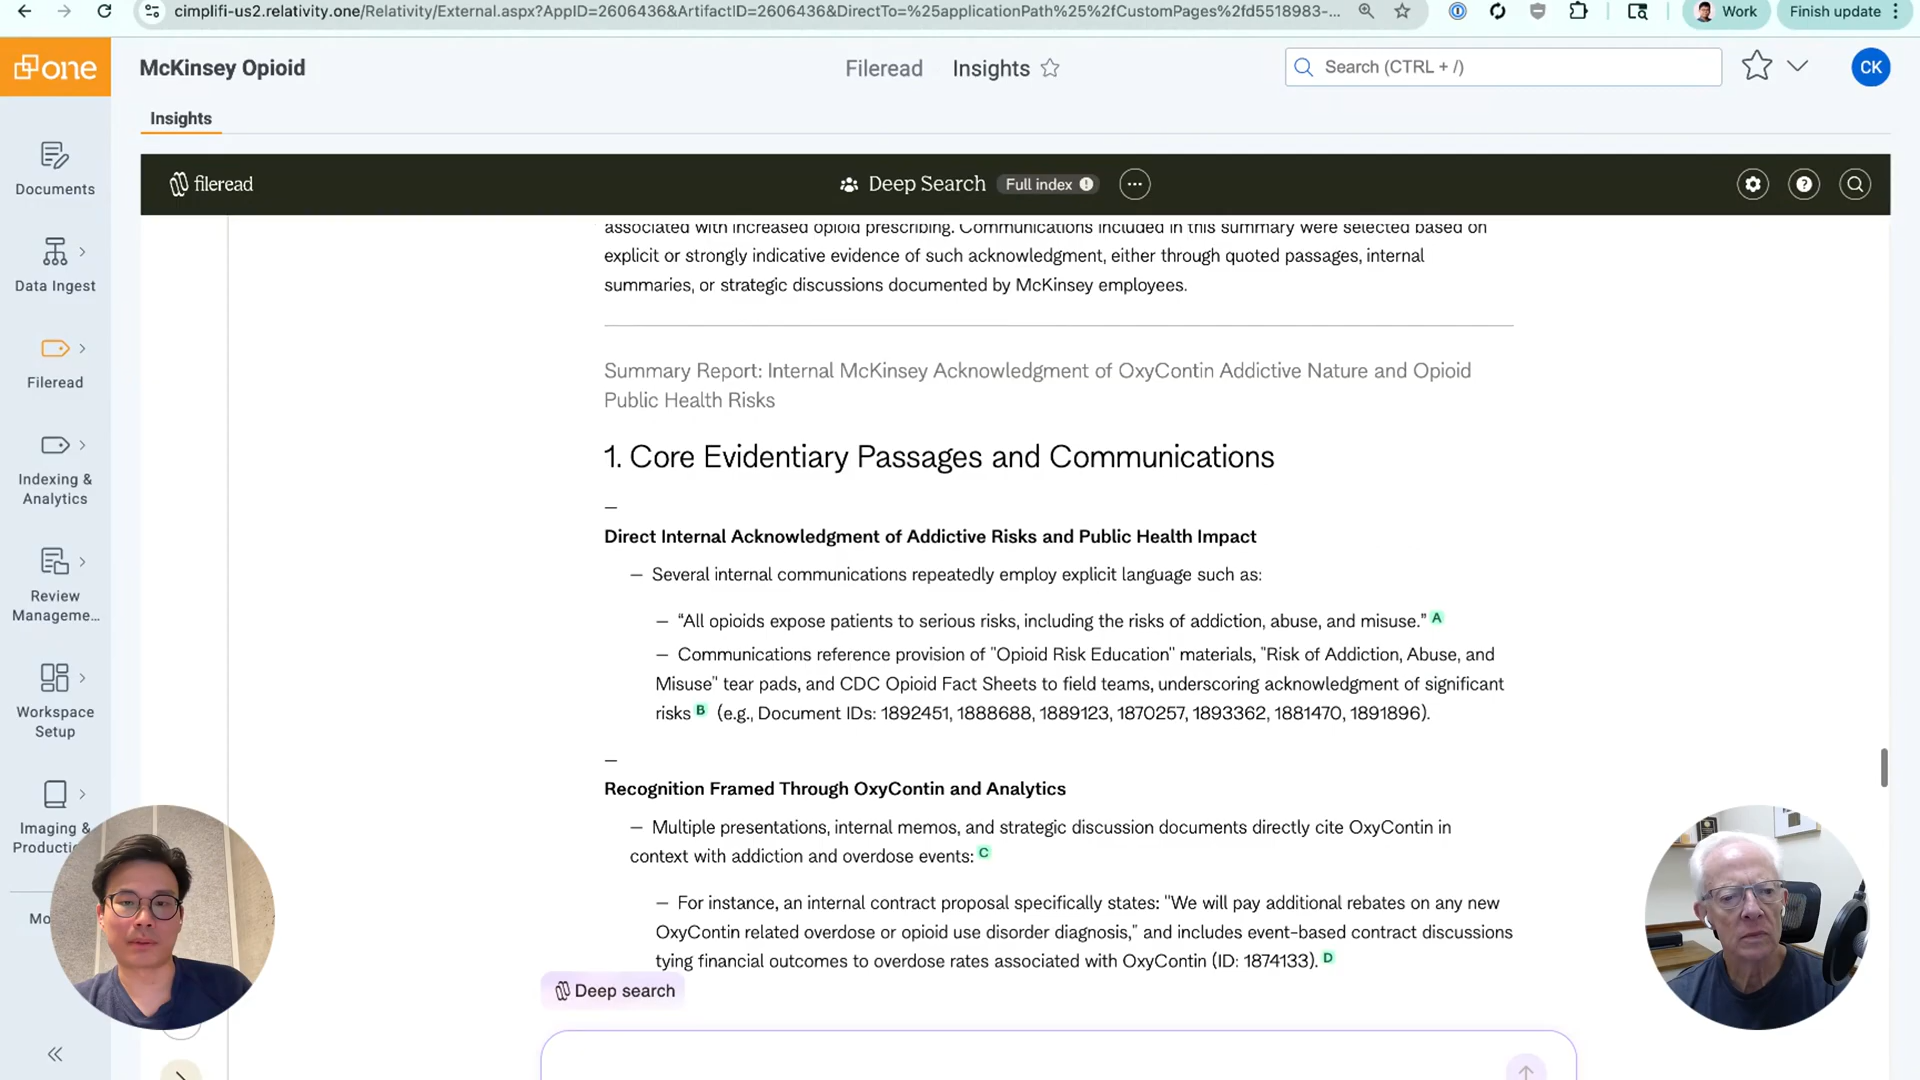 cimplifi-us2.relativity.one/Relativity/External.aspx?AppID=2606436&ArtifactID=2606436&DirectTo=%25applicationPath%25%2fCustomPages%2fd5518983-...
Work
Finish update
one
McKinsey Opioid
Fileread
Insights
Search (CTRL + /)
CK
Insights
Documents
Data Ingest
Fileread
Indexing &
Analytics
Review
Manageme...
Workspace
Setup
Imaging &
fileread
Deep Search
Full index
associated with increased opioid prescribing. Communications included in this summary were selected based on
explicit or strongly indicative evidence of such acknowledgment, either through quoted passages, internal
summaries, or strategic discussions documented by McKinsey employees.
Summary Report: Internal McKinsey Acknowledgment of OxyContin Addictive Nature and Opioid
Public Health Risks
1. Core Evidentiary Passages and Communications
—
Direct Internal Acknowledgment of Addictive Risks and Public Health Impact
— Several internal communications repeatedly employ explicit language such as:
— “All opioids expose patients to serious risks, including the risks of addiction, abuse, and misuse.” A
— Communications reference provision of "Opioid Risk Education" materials, "Risk of Addiction, Abuse, and
Misuse" tear pads, and CDC Opioid Fact Sheets to field teams, underscoring acknowledgment of significant
risks B (e.g., Document IDs: 1892451, 1888688, 1889123, 1870257, 1893362, 1881470, 1891896).
—
Recognition Framed Through OxyContin and Analytics
— Multiple presentations, internal memos, and strategic discussion documents directly cite OxyContin in
context with addiction and overdose events: C
— For instance, an internal contract proposal specifically states: "We will pay additional rebates on any new
OxyContin related overdose or opioid use disorder diagnosis," and includes event-based contract discussions
tying financial outcomes to overdose rates associated with OxyContin (ID: 1874133). D
Deep search